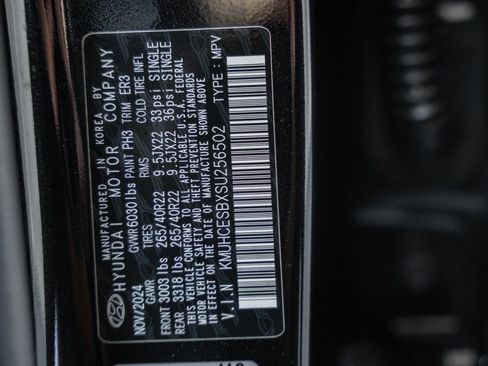 MANUFACTURED IN KOREA BY
HYUNDAI MOTOR COMPANY
NOV/2024 GVWR 6030 lbs PAINT PH3 TRIM ER3
GAWR TIRES RIMS COLD TIRE INFL
FRONT 3003 lbs 265/40R22 9.5JX22 33psi SINGLE
REAR 3318 lbs 265/40R22 9.5JX22 36psi SINGLE
THIS VEHICLE CONFORMS TO ALL APPLICABLE U.S.A. FEDERAL
MOTOR VEHICLE SAFETY AND THEFT PREVENTION STANDARDS
IN EFFECT ON THE DATE OF MANUFACTURE SHOWN ABOVE
V.I.N KMUHCESBXSU256502 TYPE : MPV